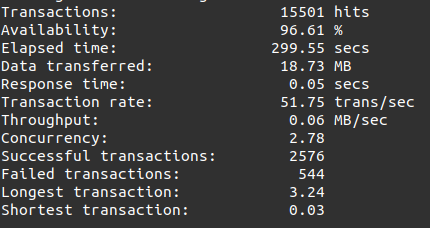 Transactions: 15501 hits
Availability: 96.61 %
Elapsed time: 299.55 secs
Data transferred: 18.73 MB
Response time: 0.05 secs
Transaction rate: 51.75 trans/sec
Throughput: 0.06 MB/sec
Concurrency: 2.78
Successful transactions: 2576
Failed transactions: 544
Longest transaction: 3.24
Shortest transaction: 0.03